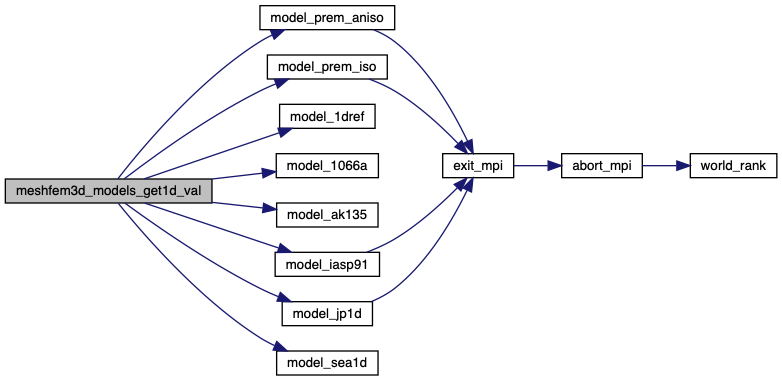 model_prem_aniso
model_prem_iso
model_1dref
model_1066a
exit_mpi
abort_mpi
world_rank
meshfem3d_models_get1d_val
model_ak135
model_iasp91
model_jp1d
model_sea1d